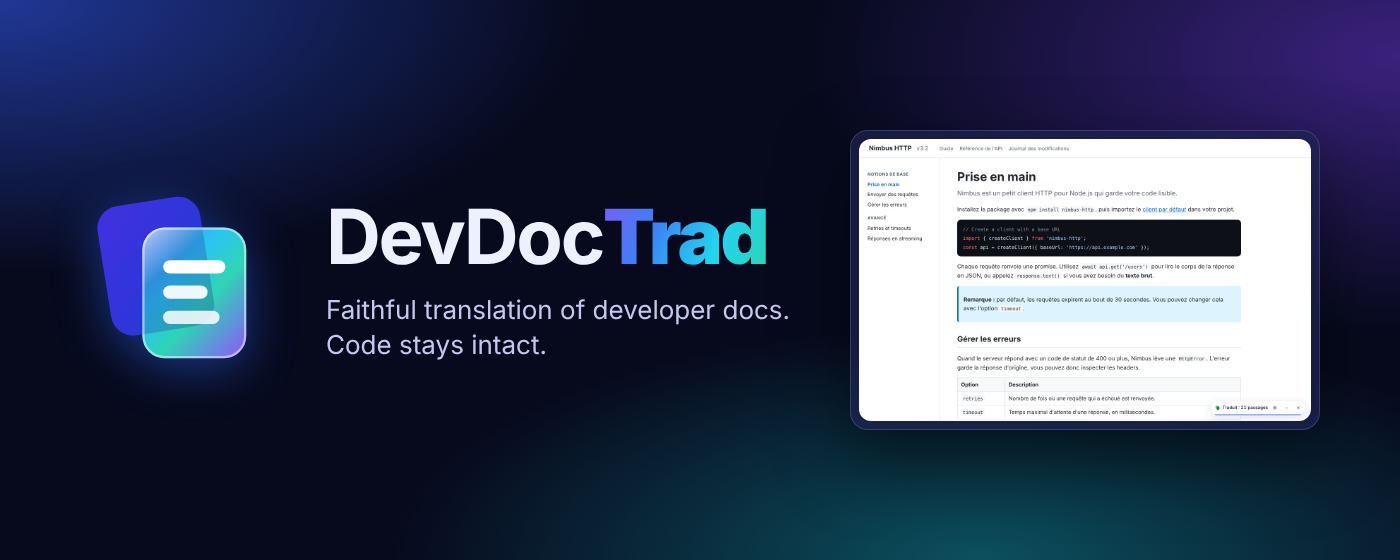 DevDocTrad
Faithful translation of developer docs.
Code stays intact.
Nimbus HTTP v3.2 Guide Référence de l'API Journal des modifications
NOTIONS DE BASE
Prise en main
Envoyer des requêtes
Gérer les erreurs
AVANCÉ
Retries et timeouts
Réponses en streaming
Prise en main
Nimbus est un petit client HTTP pour Node.js qui garde votre code lisible.
Installez le package avec npm install nimbus-http, puis importez le client par défaut dans votre projet.
// Create a client with a base URL
import { createClient } from 'nimbus-http';
const api = createClient({ baseUrl: 'https://api.example.com' });
Chaque requête renvoie une promise. Utilisez await api.get('/users') pour lire le corps de la réponse
en JSON, ou appelez response.text() si vous avez besoin du texte brut.
Remarque : par défaut, les requêtes expirent au bout de 30 secondes. Vous pouvez changer cela
avec l'option timeout.
Gérer les erreurs
Quand le serveur répond avec un code de statut de 400 ou plus, Nimbus lève une HttpError. L'erreur
garde la réponse d'origine, vous pouvez donc inspecter les headers.
Option Description
retries Nombre de fois où une requête qui a échoué est renvoyée.
timeout Temps maximal d'attente d'une réponse, en millisecondes.
Traduit : 21 passages